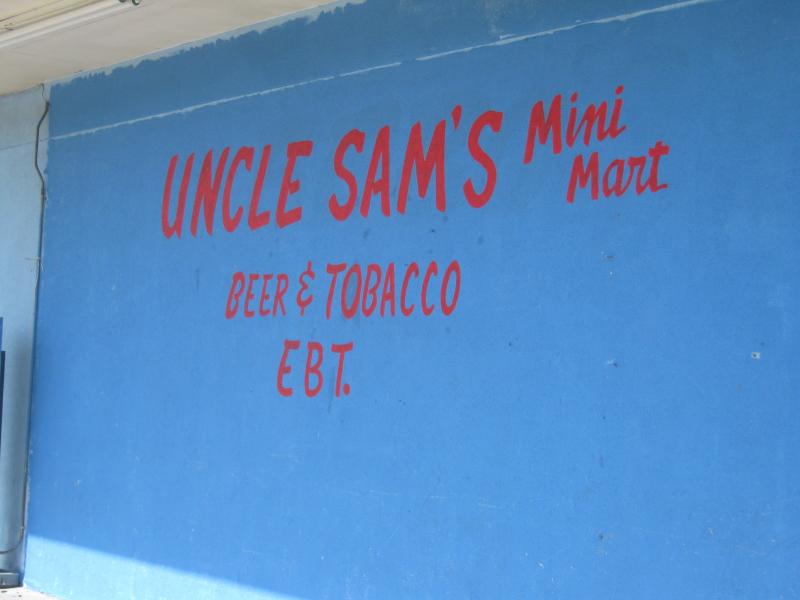 UNCLE SAM'S Mini Mart
BEER & TOBACCO
EBT.